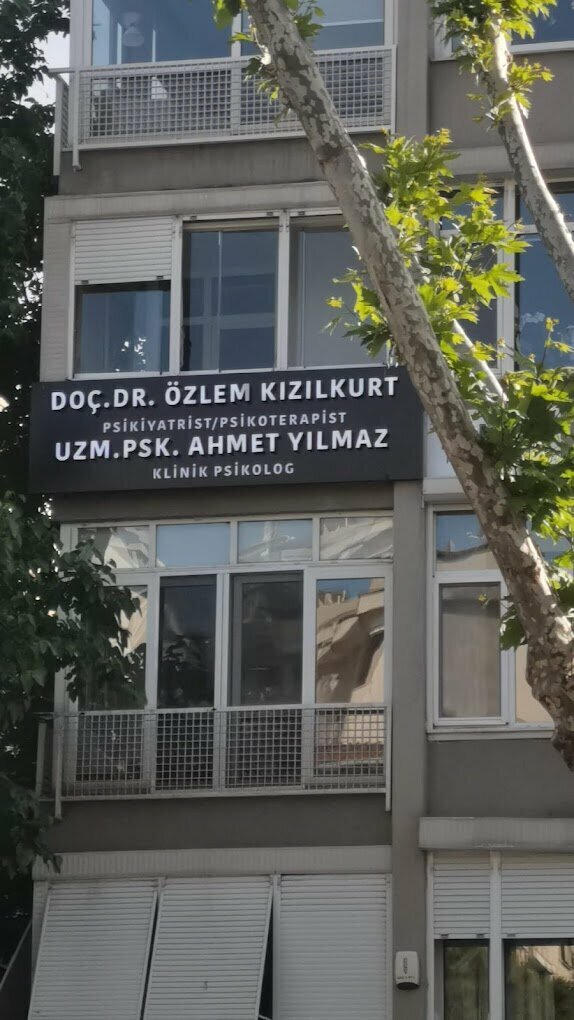 DOÇ.DR. ÖZLEM KIZILKURT
PSİKİYATRİST/PSİKOTERAPİST
UZM.PSK. AHMET YILMAZ
KLİNİK PSİKOLOG